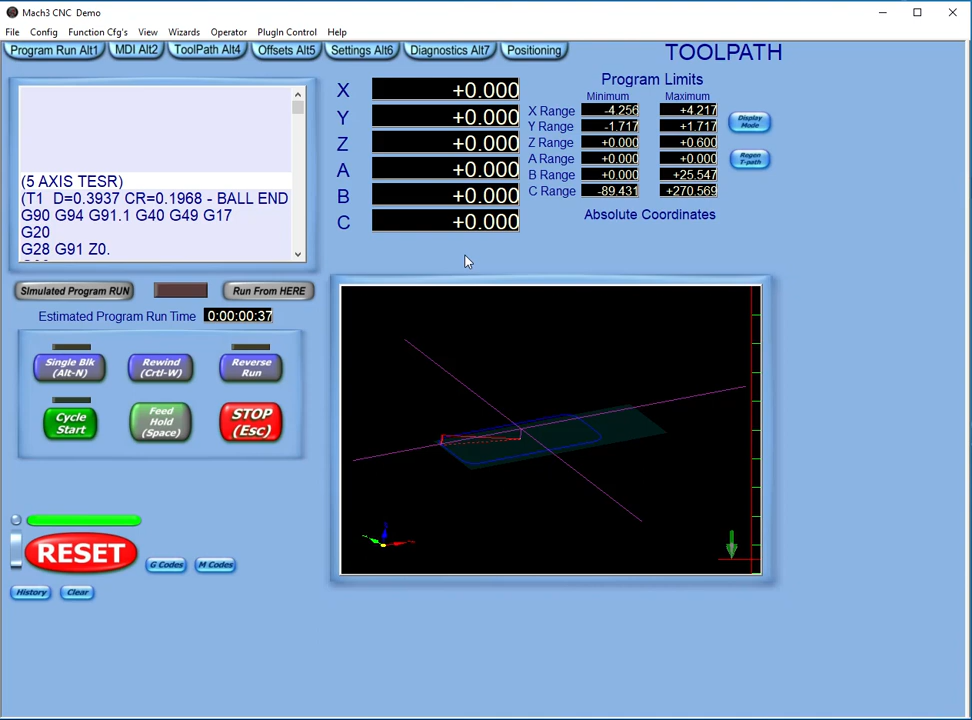 Mach3 CNC  Demo
File Config Function Cfg's View Wizards Operator PlugIn Control Help
Program Run Alt1 MDI Alt2 ToolPath Alt4 Offsets Alt5 Settings Alt6 Diagnostics Alt7 Positioning
TOOLPATH
X +0.000
Y +0.000
Z +0.000
A +0.000
B +0.000
C +0.000
Program Limits
Minimum Maximum
X Range -4.256 +4.217
Y Range -1.717 +1.717
Z Range +0.000 +0.600
A Range +0.000 +0.000
B Range +0.000 +25.547
C Range -89.431 +270.569
Absolute Coordinates
Display
Mode
Regen
T-path
(5 AXIS TESR)
(T1  D=0.3937 CR=0.1968 - BALL END
G90 G94 G91.1 G40 G49 G17
G20
G28 G91 Z0.
Simulated Program RUN
Run From HERE
Estimated Program Run Time 0:00:00:37
Single Blk
(Alt-N)
Rewind
(Crtl-W)
Reverse
Run
Cycle
Start
Feed
Hold
(Space)
STOP
(Esc)
RESET
G Codes M Codes
History Clear